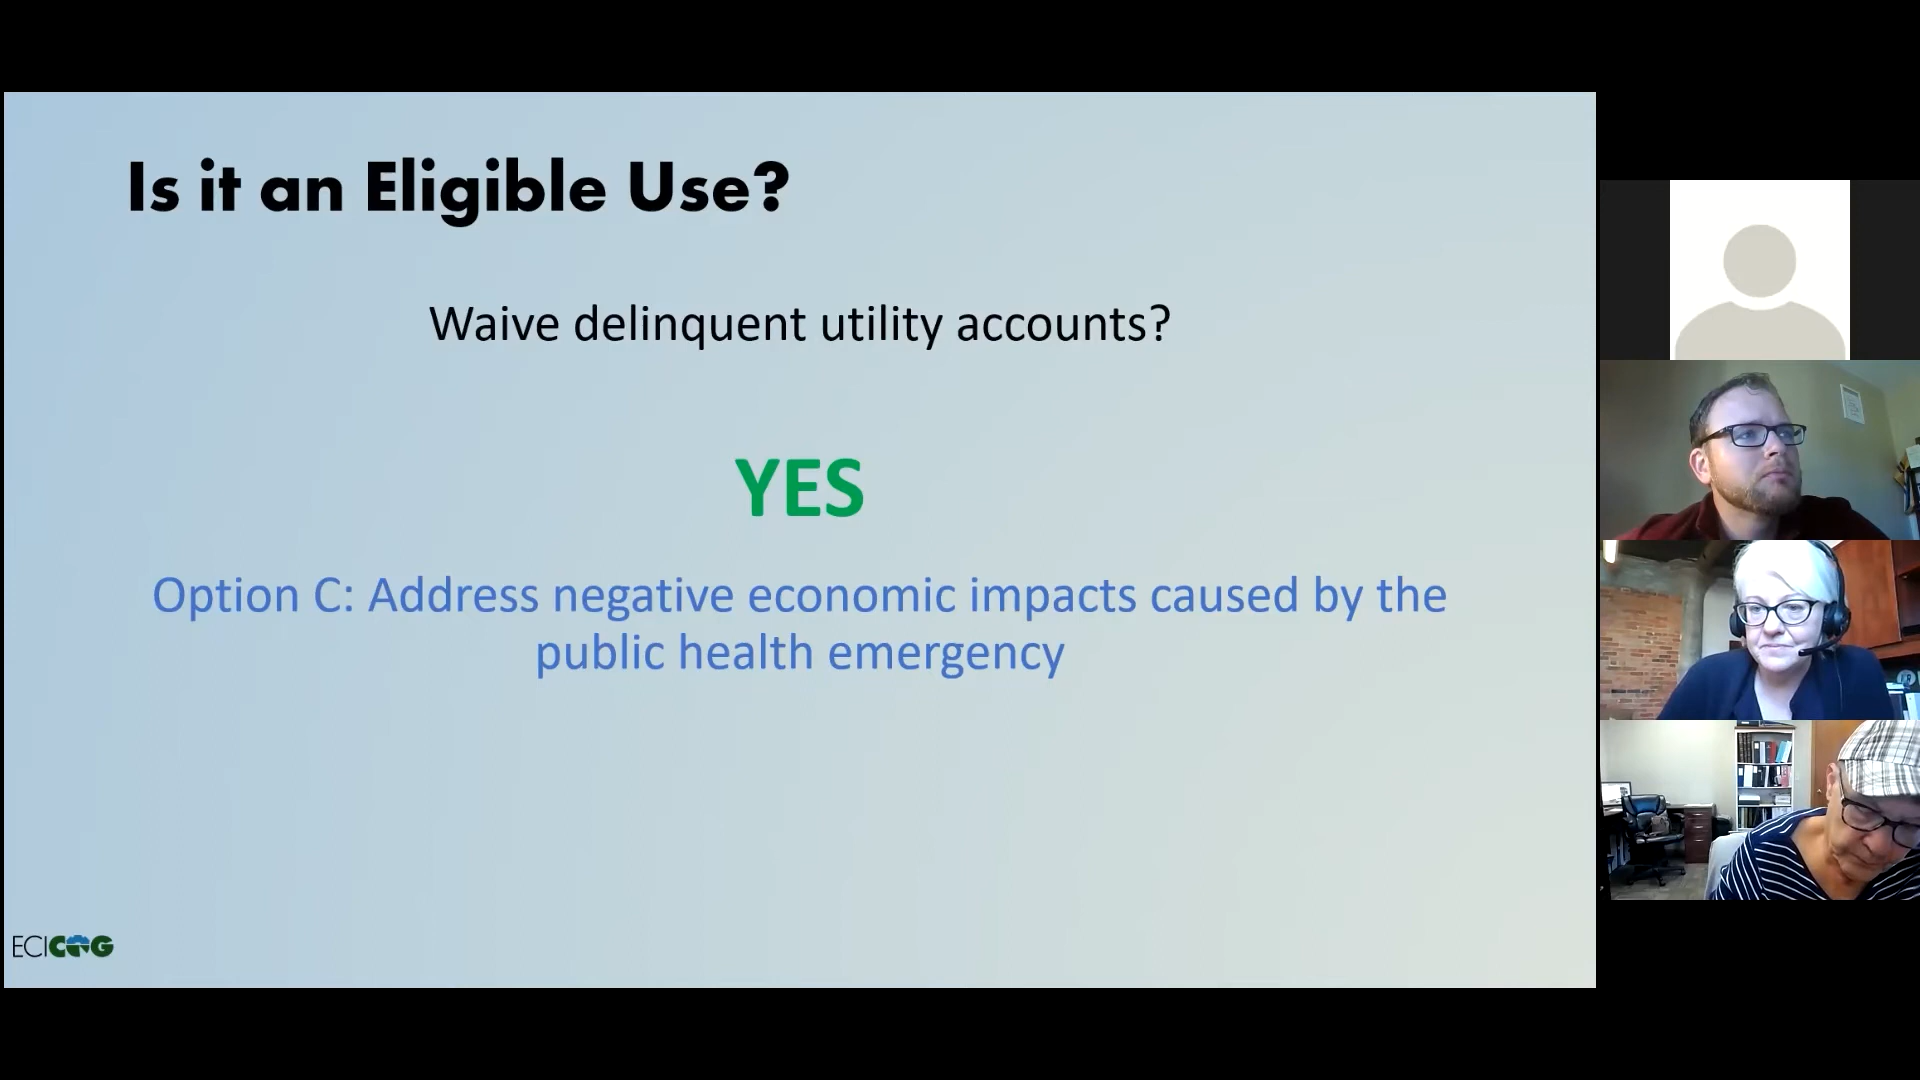 Is it an Eligible Use?
Waive delinquent utility accounts?
YES
Option C: Address negative economic impacts caused by the
public health emergency
ECICOG